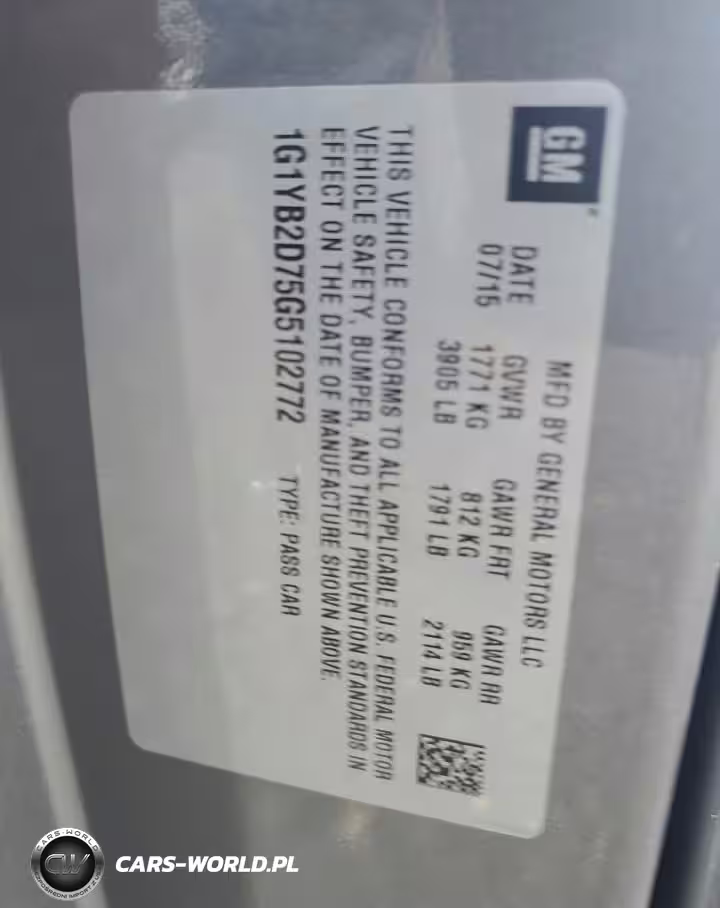 GM
MFD BY GENERAL MOTORS LLC
DATE GVWR GAWR FRT GAWR RR
07/15 1771 KG 812 KG 959 KG
3905 LB 1791 LB 2114 LB
THIS VEHICLE CONFORMS TO ALL APPLICABLE U.S. FEDERAL MOTOR
VEHICLE SAFETY, BUMPER, AND THEFT PREVENTION STANDARDS IN
EFFECT ON THE DATE OF MANUFACTURE SHOWN ABOVE.
1G1YB2D75G5102772 TYPE: PASS CAR
CARS-WORLD
CW
CARS-WORLD.PL